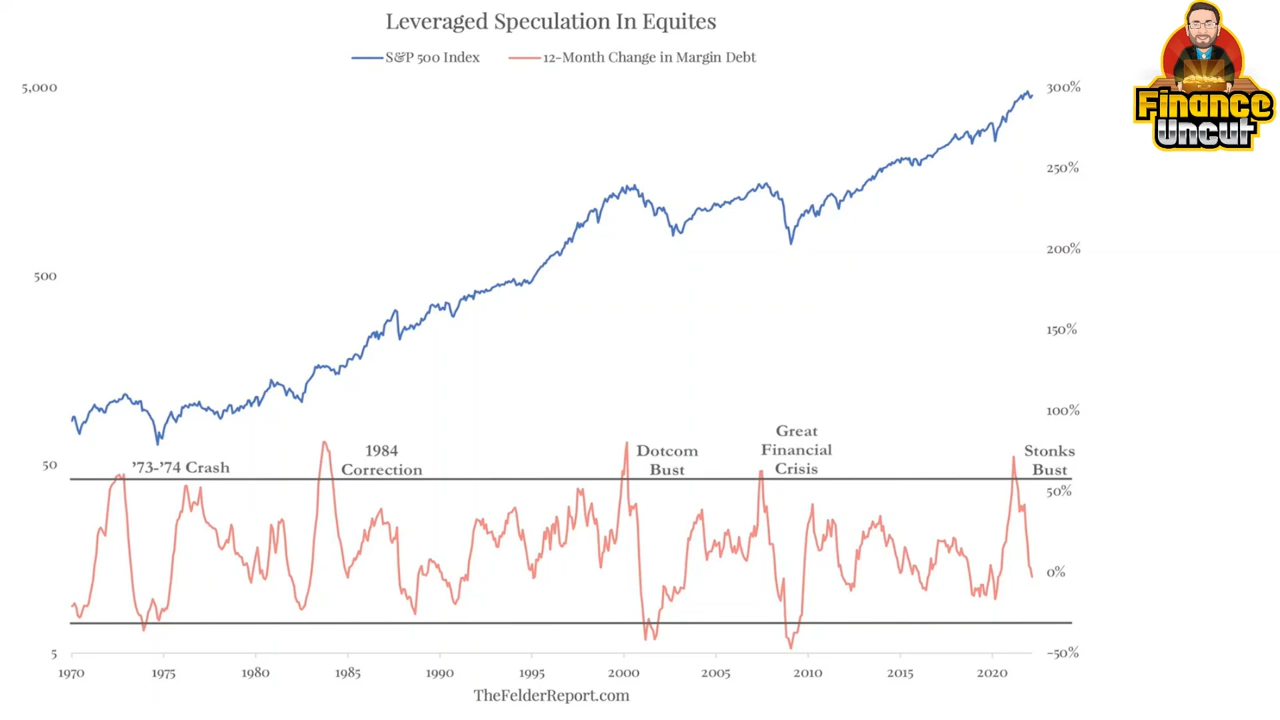 Leveraged Speculation In Equites
S&P 500 Index
12-Month Change in Margin Debt
Finance
Uncut
5,000
500
50
5
300%
250%
200%
150%
100%
50%
0%
-50%
'73-'74 Crash
1984
Correction
Dotcom
Bust
Great
Financial
Crisis
Stonks
Bust
1970
1975
1980
1985
1990
1995
2000
2005
2010
2015
2020
TheFelderReport.com